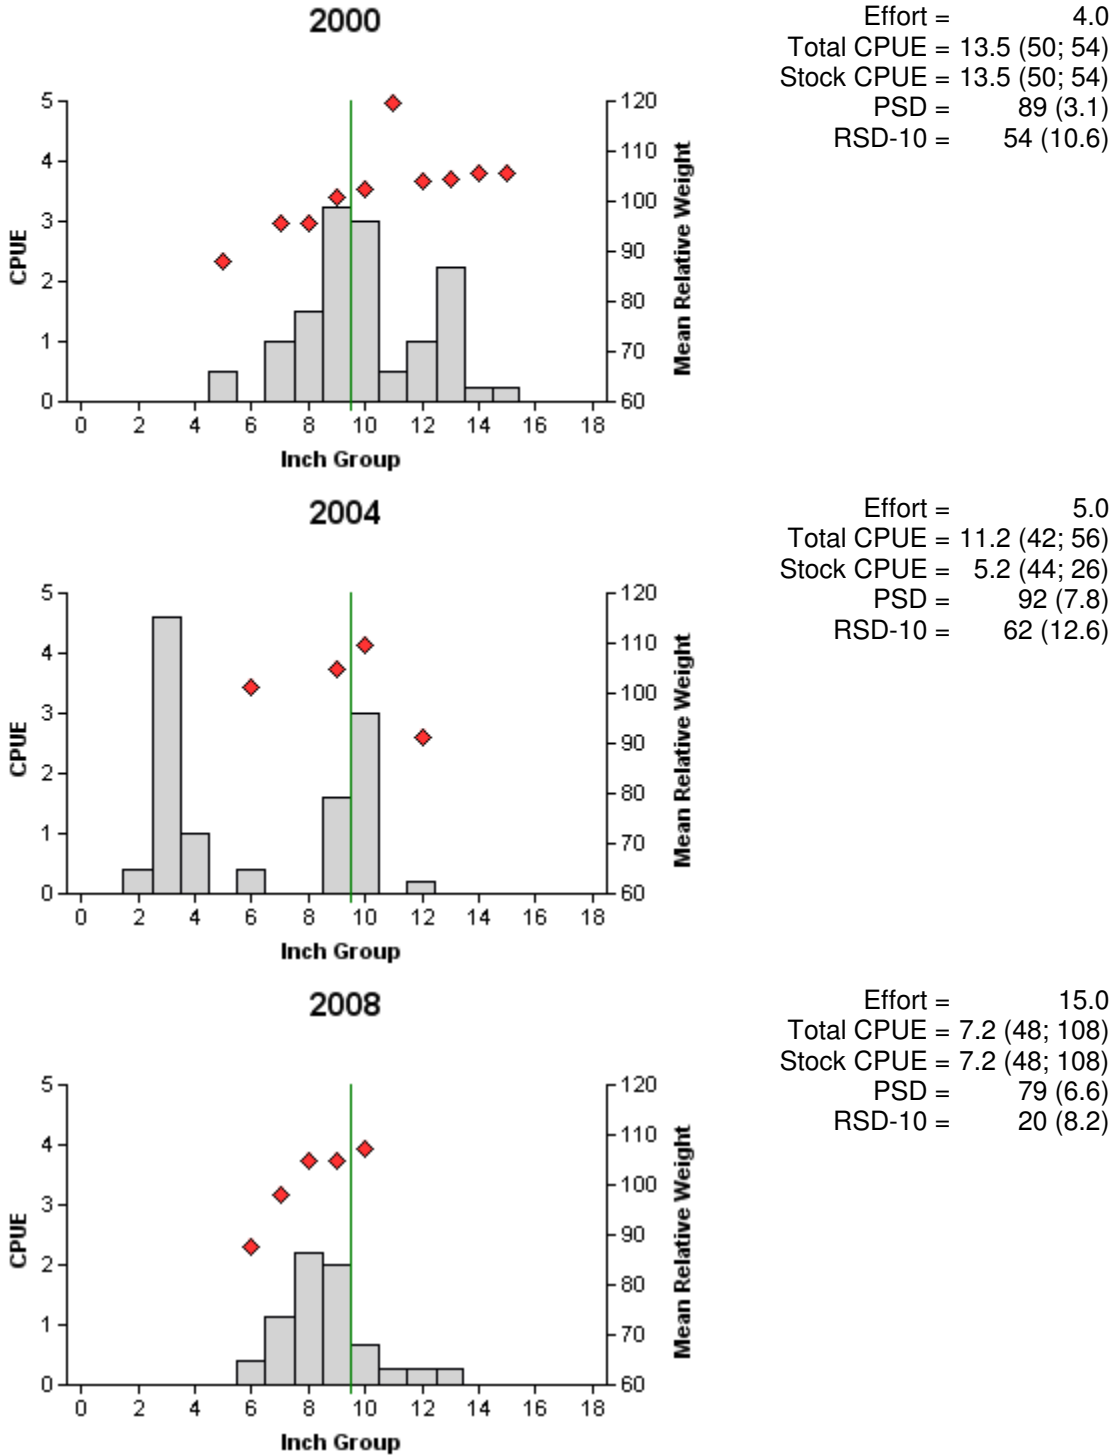 2000
Effort = 4.0
Total CPUE = 13.5 (50; 54)
Stock CPUE = 13.5 (50; 54)
PSD = 89 (3.1)
RSD-10 = 54 (10.6)
5
4
3
2
1
0
CPUE
120
110
100
90
80
70
60
Mean Relative Weight
0 2 4 6 8 10 12 14 16 18
Inch Group
2004
Effort = 5.0
Total CPUE = 11.2 (42; 56)
Stock CPUE = 5.2 (44; 26)
PSD = 92 (7.8)
RSD-10 = 62 (12.6)
5
4
3
2
1
0
CPUE
120
110
100
90
80
70
60
Mean Relative Weight
0 2 4 6 8 10 12 14 16 18
Inch Group
2008
Effort = 15.0
Total CPUE = 7.2 (48; 108)
Stock CPUE = 7.2 (48; 108)
PSD = 79 (6.6)
RSD-10 = 20 (8.2)
5
4
3
2
1
0
CPUE
120
110
100
90
80
70
60
Mean Relative Weight
0 2 4 6 8 10 12 14 16 18
Inch Group